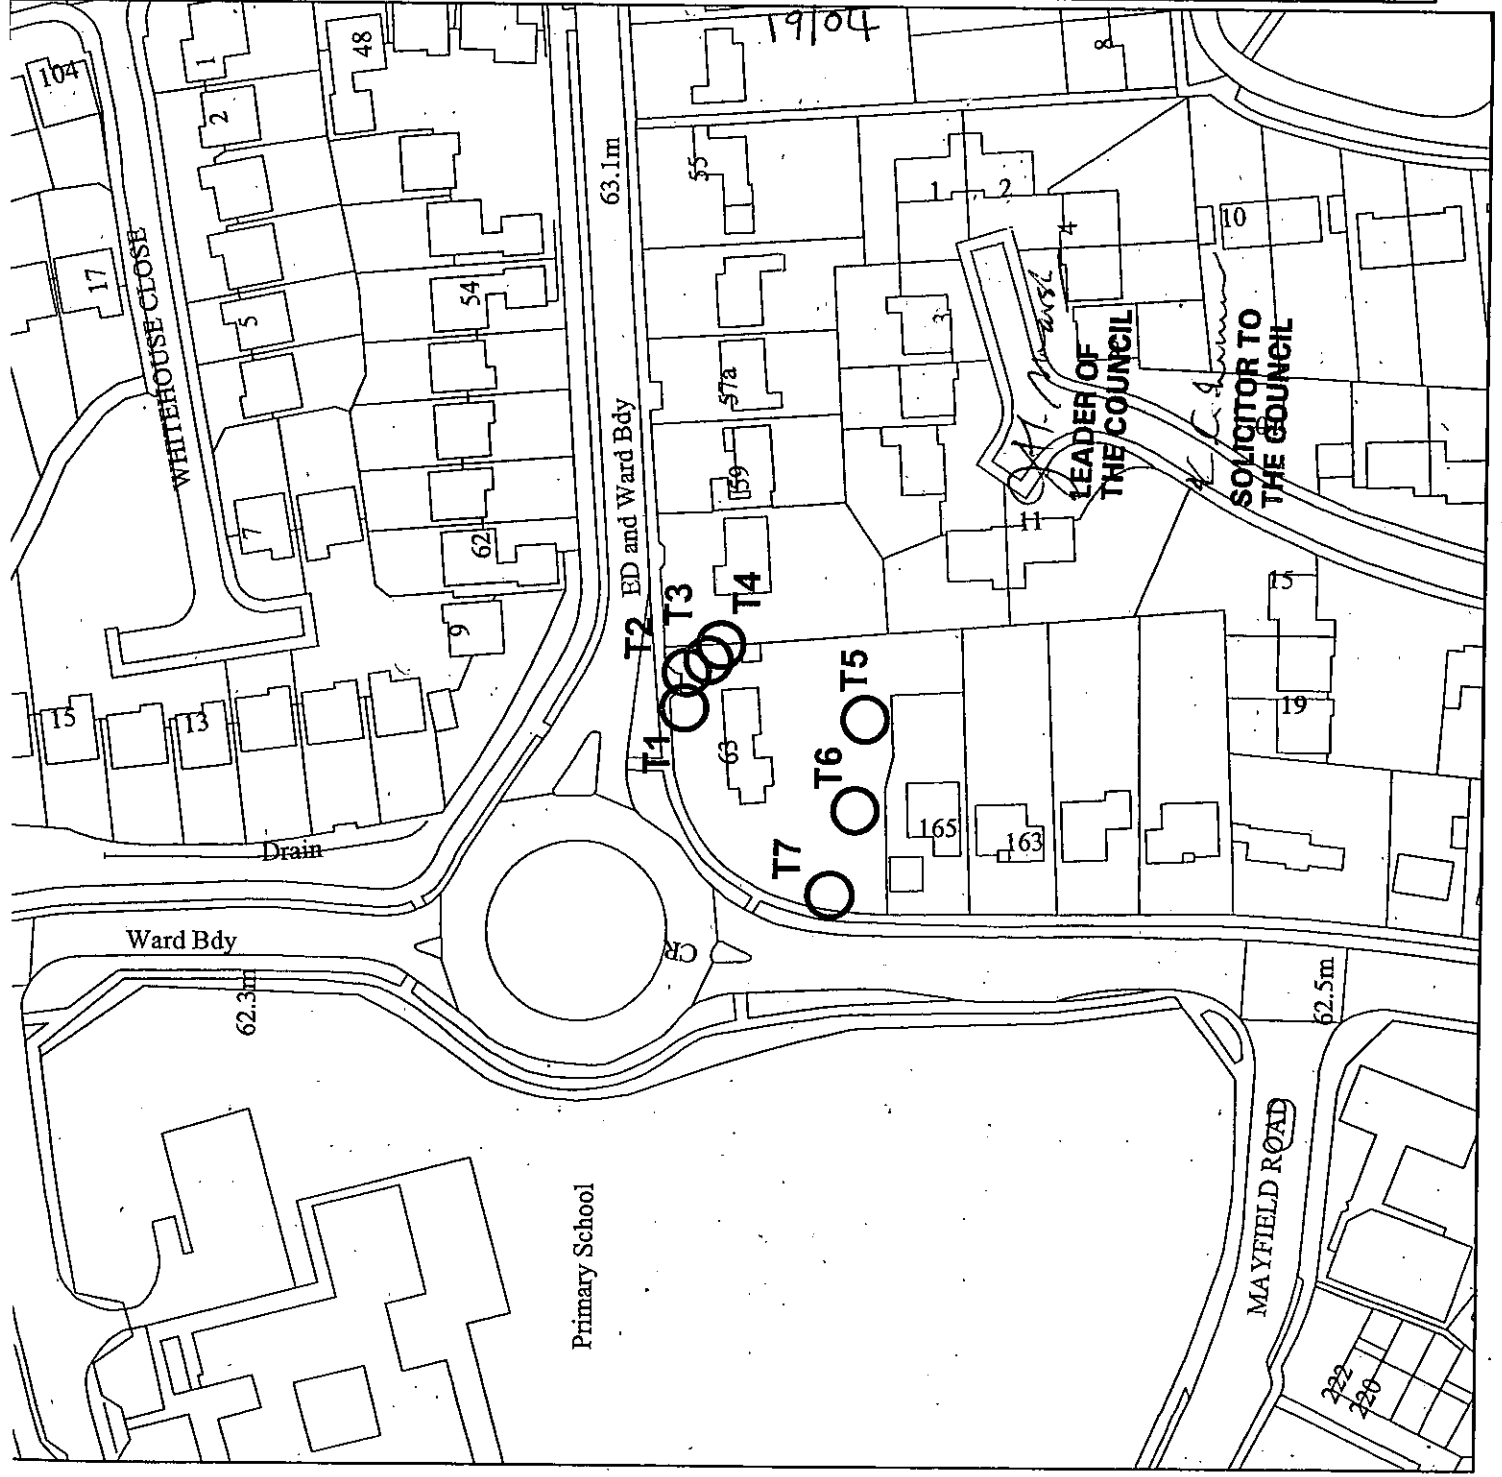 19/04
104
1
2
48
8
17
WHITEHOUSE CLOSE
5
54
63.1m
55
1
2
4
10
3
57a
59
ED and Ward Bdy
7
62
9
LEADER OF
THE COUNCIL
SOLICITOR TO
THE COUNCIL
11
15
T2
T3
T4
T1
T5
T6
T7
63
15
13
19
165
163
Drain
Ward Bdy
CR
62.3m
62.5m
Primary School
MAYFIELD ROAD
222
220